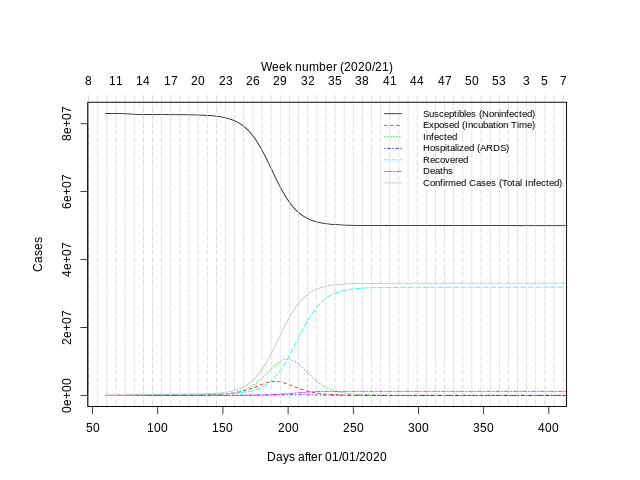 Week number (2020/21)
8 11 14 17 20 23 26 29 32 35 38 41 44 47 50 53 3 5 7
Susceptibles (Noninfected)
Exposed (Incubation Time)
Infected
Hospitalized (ARDS)
Recovered
Deaths
Confirmed Cases (Total Infected)
8e+07
6e+07
4e+07
2e+07
0e+00
Cases
50 100 150 200 250 300 350 400
Days after 01/01/2020